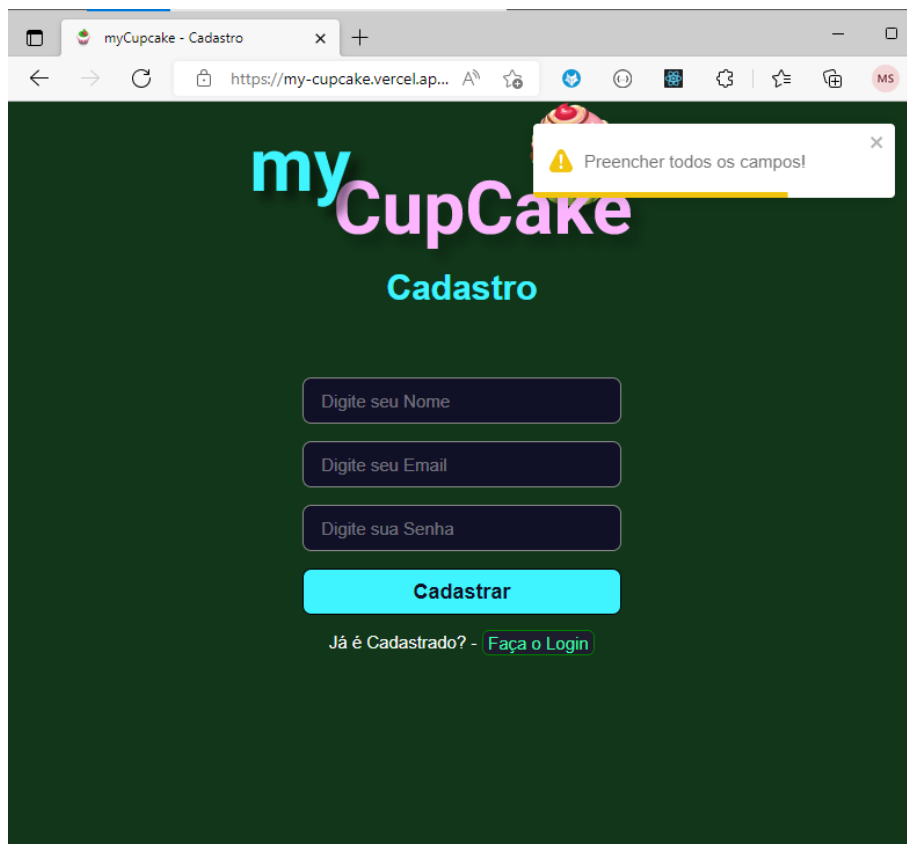 myCupcake - Cadastro
https://my-cupcake.vercel.ap...
MS
my
CupCake
Preencher todos os campos!
Cadastro
Digite seu Nome
Digite seu Email
Digite sua Senha
Cadastrar
Já é Cadastrado? - Faça o Login